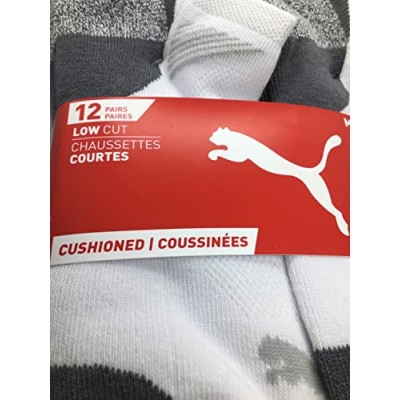 12 PAIRS
PAIRES
LOW CUT
CHAUSSETTES
COURTES
CUSHIONED | COUSSINÉES